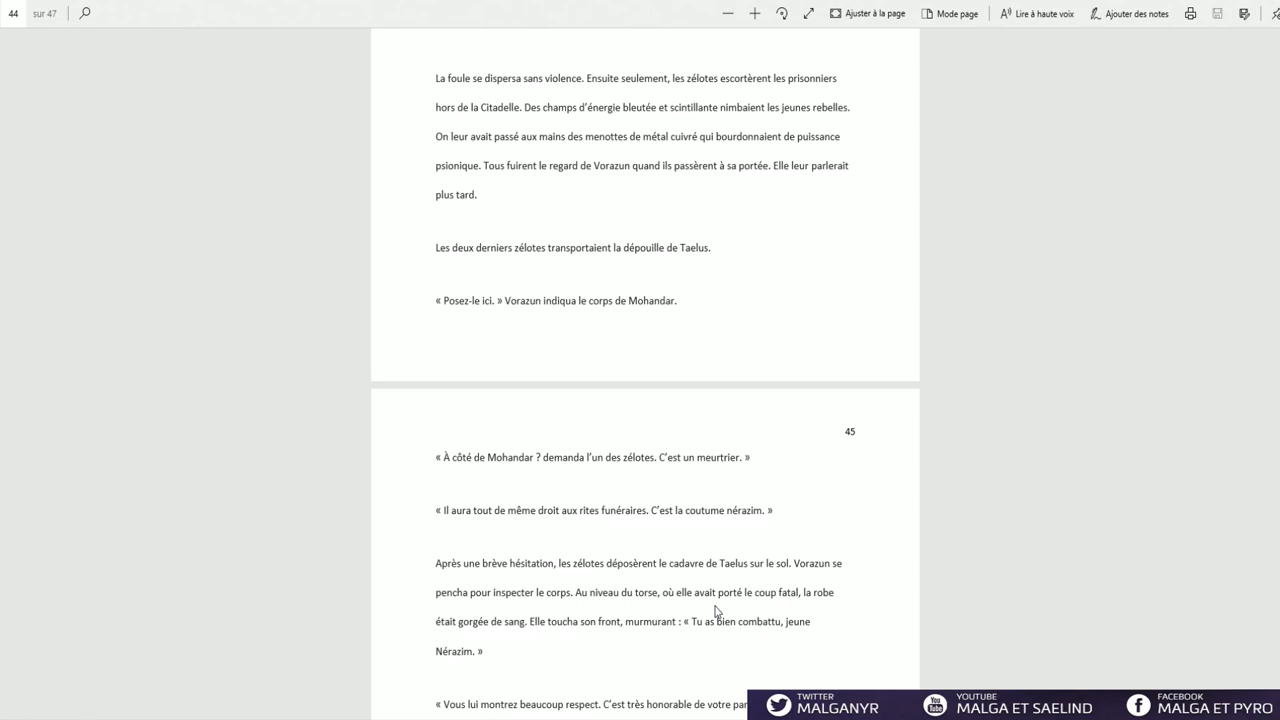 44 sur 47
Ajuster à la page
Mode page
Lire à haute voix
Ajouter des notes
La foule se dispersa sans violence. Ensuite seulement, les zélotes escortèrent les prisonniers
hors de la Citadelle. Des champs d’énergie bleutée et scintillante nimbaient les jeunes rebelles.
On leur avait passé aux mains des menottes de métal cuivré qui bourdonnaient de puissance
psionique. Tous fuirent le regard de Vorazun quand ils passèrent à sa portée. Elle leur parlerait
plus tard.
Les deux derniers zélotes transportaient la dépouille de Taelus.
« Posez-le ici. » Vorazun indiqua le corps de Mohandar.
45
« À côté de Mohandar ? demanda l’un des zélotes. C’est un meurtrier. »
« Il aura tout de même droit aux rites funéraires. C’est la coutume nérazim. »
Après une brève hésitation, les zélotes déposèrent le cadavre de Taelus sur le sol. Vorazun se
pencha pour inspecter le corps. Au niveau du torse, où elle avait porté le coup fatal, la robe
était gorgée de sang. Elle toucha son front, murmurant : « Tu as bien combattu, jeune
Nérazim. »
« Vous lui montrez beaucoup respect. C’est très honorable de votre
TWITTER
MALGANYR
YOUTUBE
MALGA ET SAELIND
FACEBOOK
MALGA ET PYRO